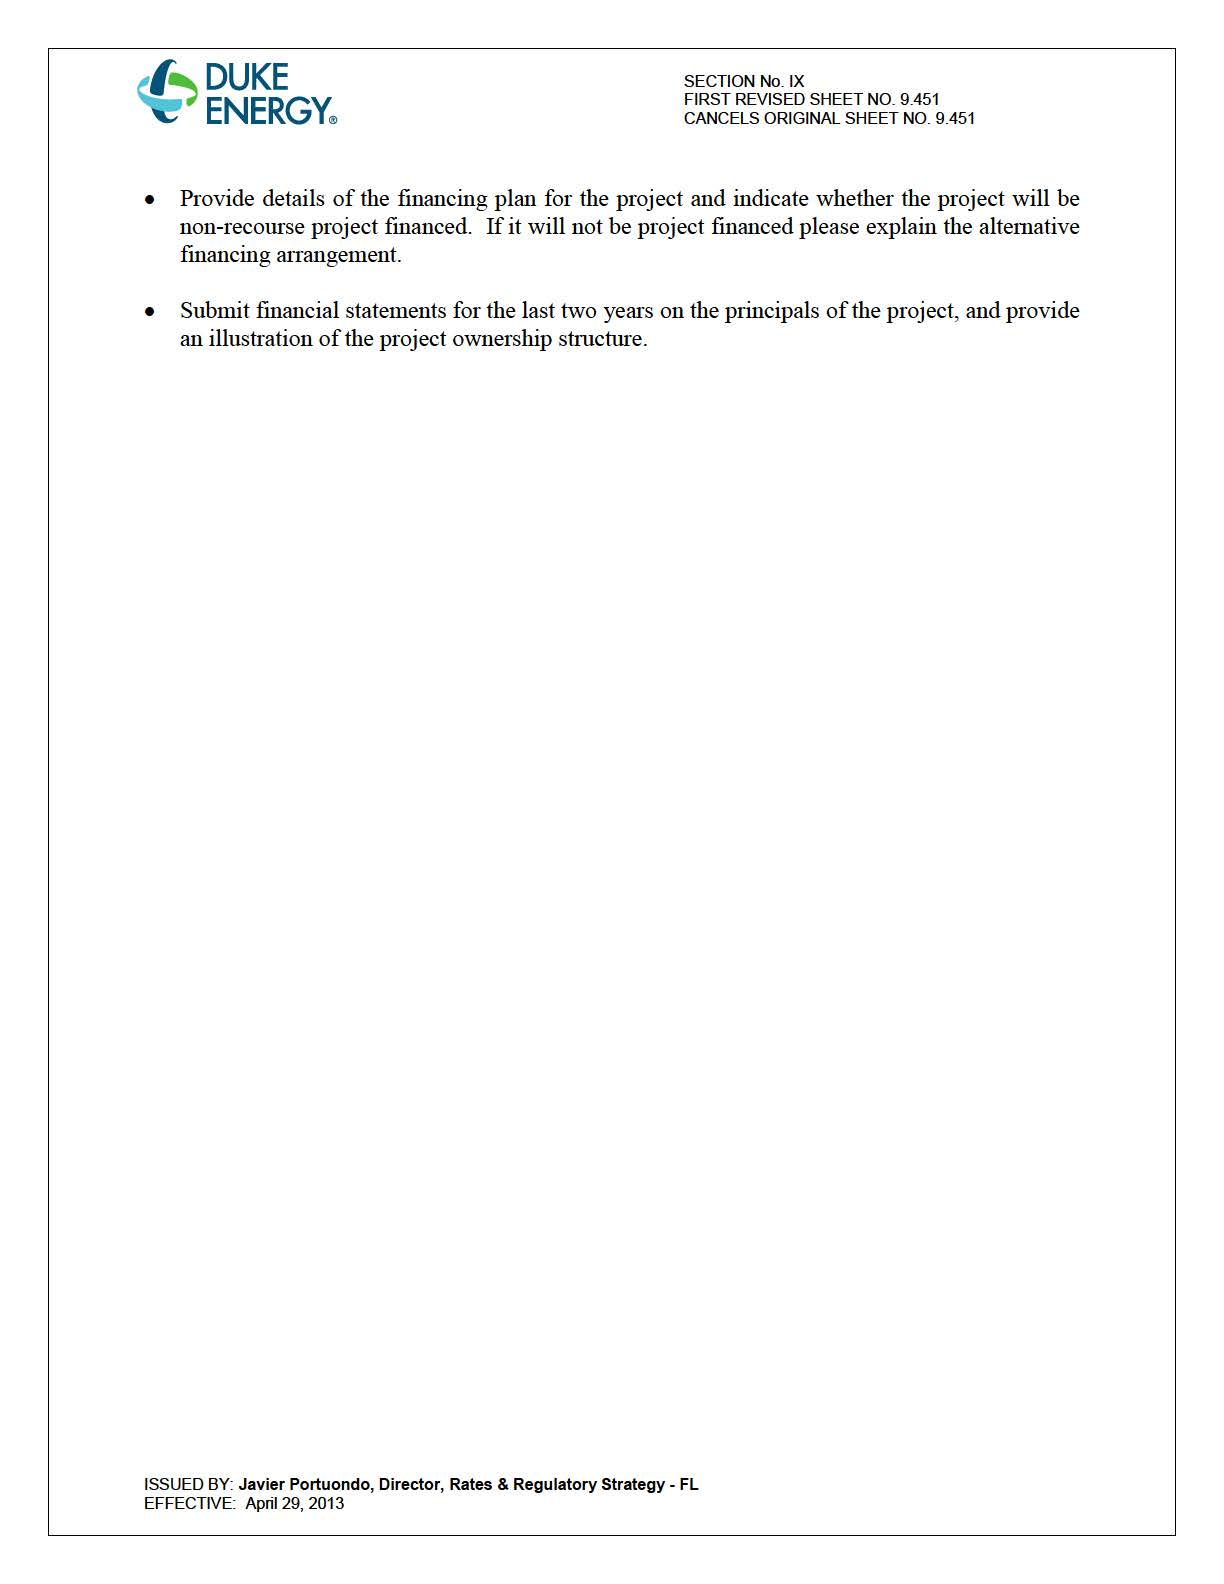 DUKE
ENERGY®
SECTION No. IX
FIRST REVISED SHEET NO. 9.451
CANCELS ORIGINAL SHEET NO. 9.451
• Provide details of the financing plan for the project and indicate whether the project will be
non-recourse project financed.  If it will not be project financed please explain the alternative
financing arrangement.
• Submit financial statements for the last two years on the principals of the project, and provide
an illustration of the project ownership structure.
ISSUED BY: Javier Portuondo, Director, Rates & Regulatory Strategy - FL
EFFECTIVE:  April 29, 2013